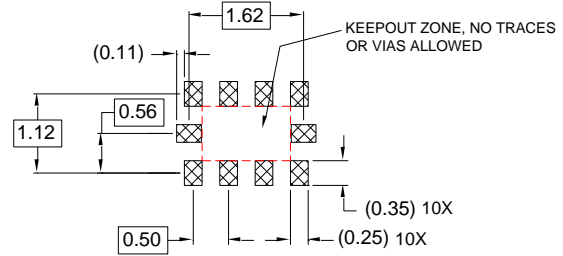 1.62
KEEPOUT ZONE, NO TRACES
OR VIAS ALLOWED
(0.11)
0.56
1.12
(0.35) 10X
0.50
(0.25) 10X